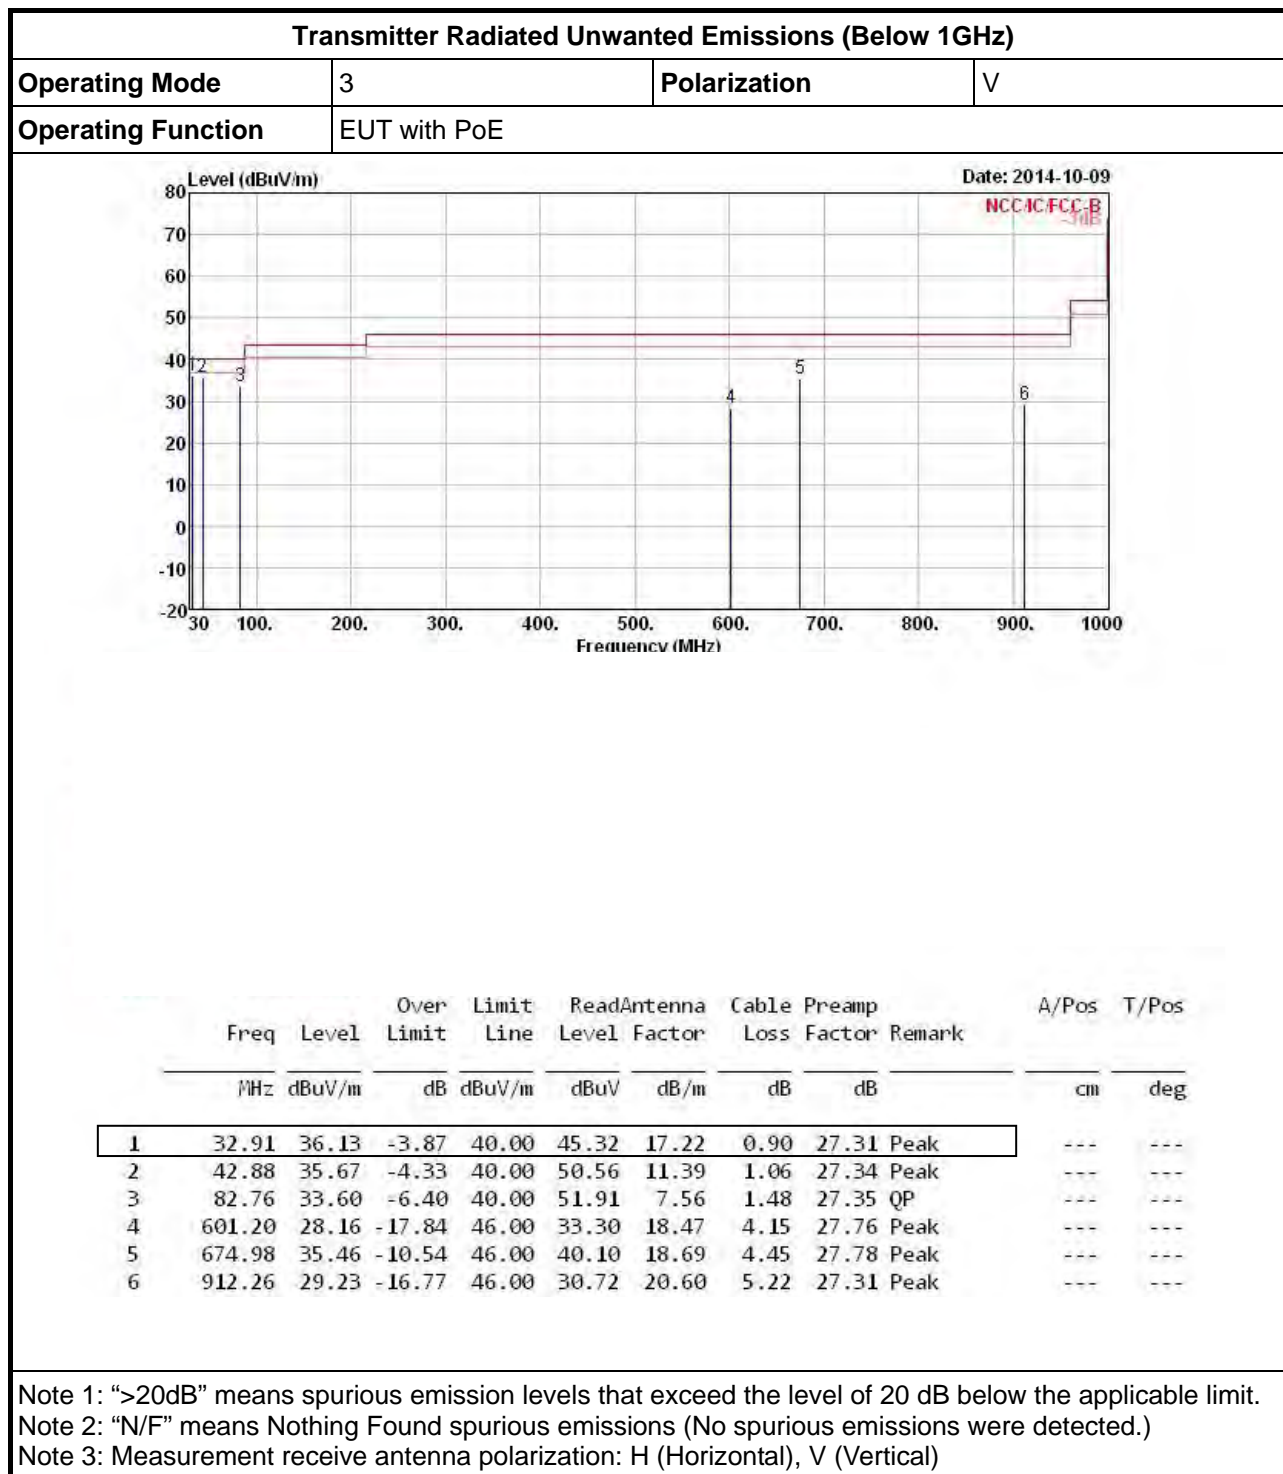 Transmitter Radiated Unwanted Emissions (Below 1GHz)
Operating Mode 3 Polarization V
Operating Function EUT with PoE
Level (dBuV/m) Date: 2014-10-09
80
NCC/IC/FCC-B
-3dB
70
60
50
40
30
20
10
0
-10
-20
1 2 3 4 5 6
30 100. 200. 300. 400. 500. 600. 700. 800. 900. 1000
Frequency (MHz)
Over Limit ReadAntenna Cable Preamp A/Pos T/Pos
Freq Level Limit Line Level Factor Loss Factor Remark
MHz dBuV/m dB dBuV/m dBuV dB/m dB dB cm deg
1 32.91 36.13 -3.87 40.00 45.32 17.22 0.90 27.31 Peak --- ---
2 42.88 35.67 -4.33 40.00 50.56 11.39 1.06 27.34 Peak --- ---
3 82.76 33.60 -6.40 40.00 51.91 7.56 1.48 27.35 QP --- ---
4 601.20 28.16 -17.84 46.00 33.30 18.47 4.15 27.76 Peak --- ---
5 674.98 35.46 -10.54 46.00 40.10 18.69 4.45 27.78 Peak --- ---
6 912.26 29.23 -16.77 46.00 30.72 20.60 5.22 27.31 Peak --- ---
Note 1: “>20dB” means spurious emission levels that exceed the level of 20 dB below the applicable limit.
Note 2: “N/F” means Nothing Found spurious emissions (No spurious emissions were detected.)
Note 3: Measurement receive antenna polarization: H (Horizontal), V (Vertical)